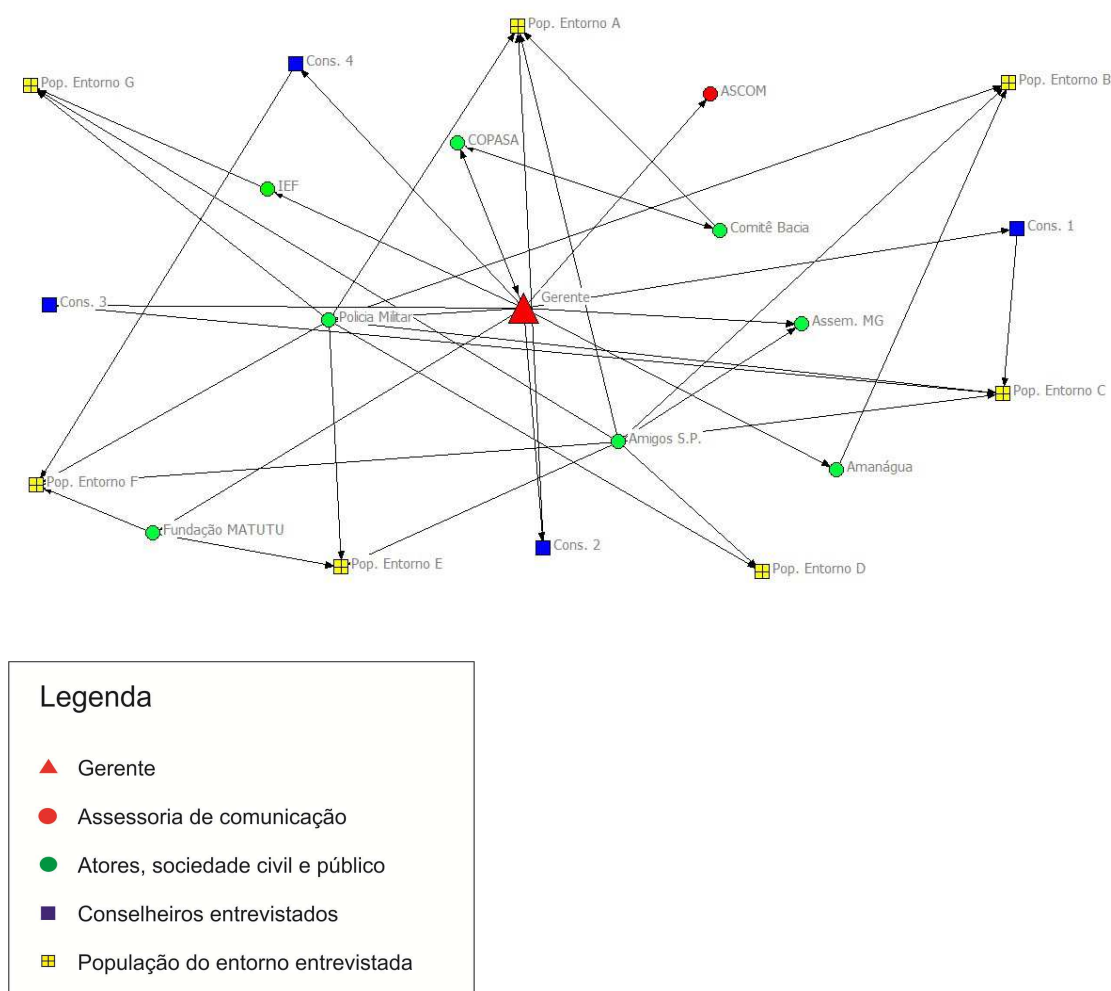 Pop. Entorno A
Cons. 4
Pop. Entorno G
Pop. Entorno B
ASCOM
COPASA
IEF
Comitê Bacia
Cons. 1
Gerente
Cons. 3
Policia Militar
Assem. MG
Pop. Entorno C
Amigos S.P.
Amanágua
Pop. Entorno F
Fundação MATUTU
Cons. 2
Pop. Entorno E
Pop. Entorno D
Legenda
Gerente
Assessoria de comunicação
Atores, sociedade civil e público
Conselheiros entrevistados
População do entorno entrevistada